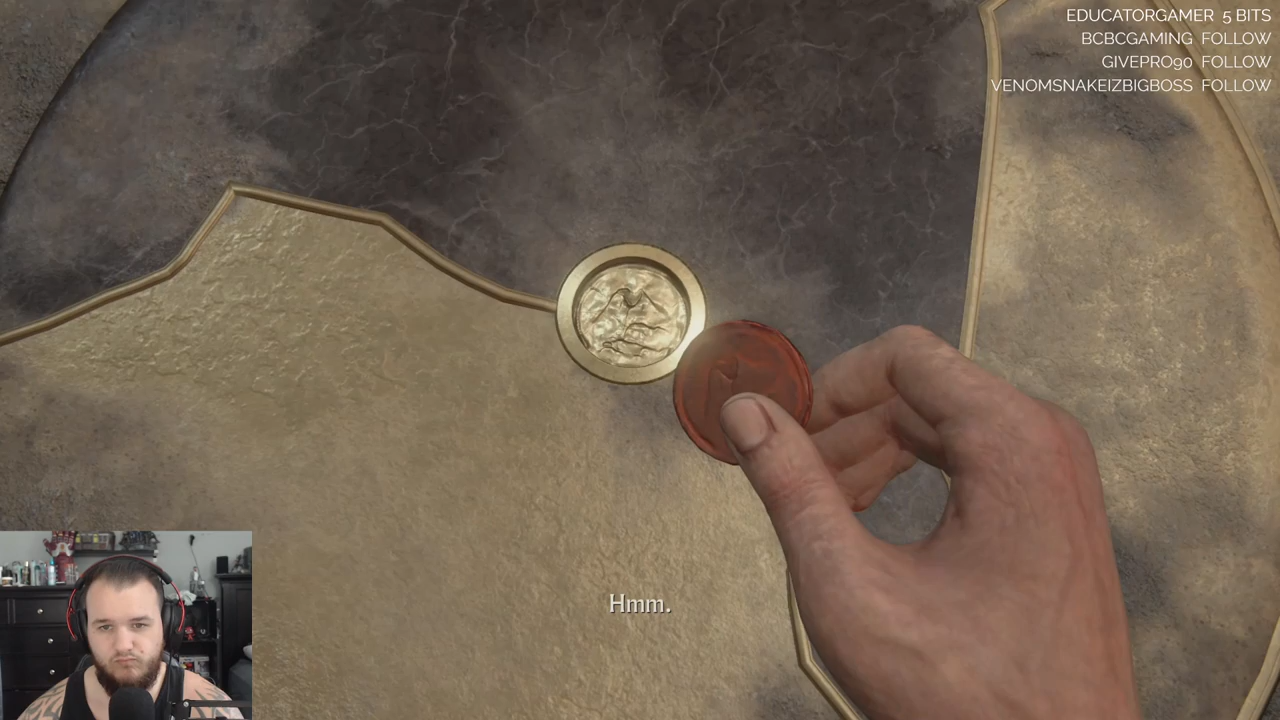 EDUCATORGAMER 5 BITS
BCBCGAMING FOLLOW
GIVEPRO90 FOLLOW
VENOMSNAKEIZBIGBOSS FOLLOW
Hmm.